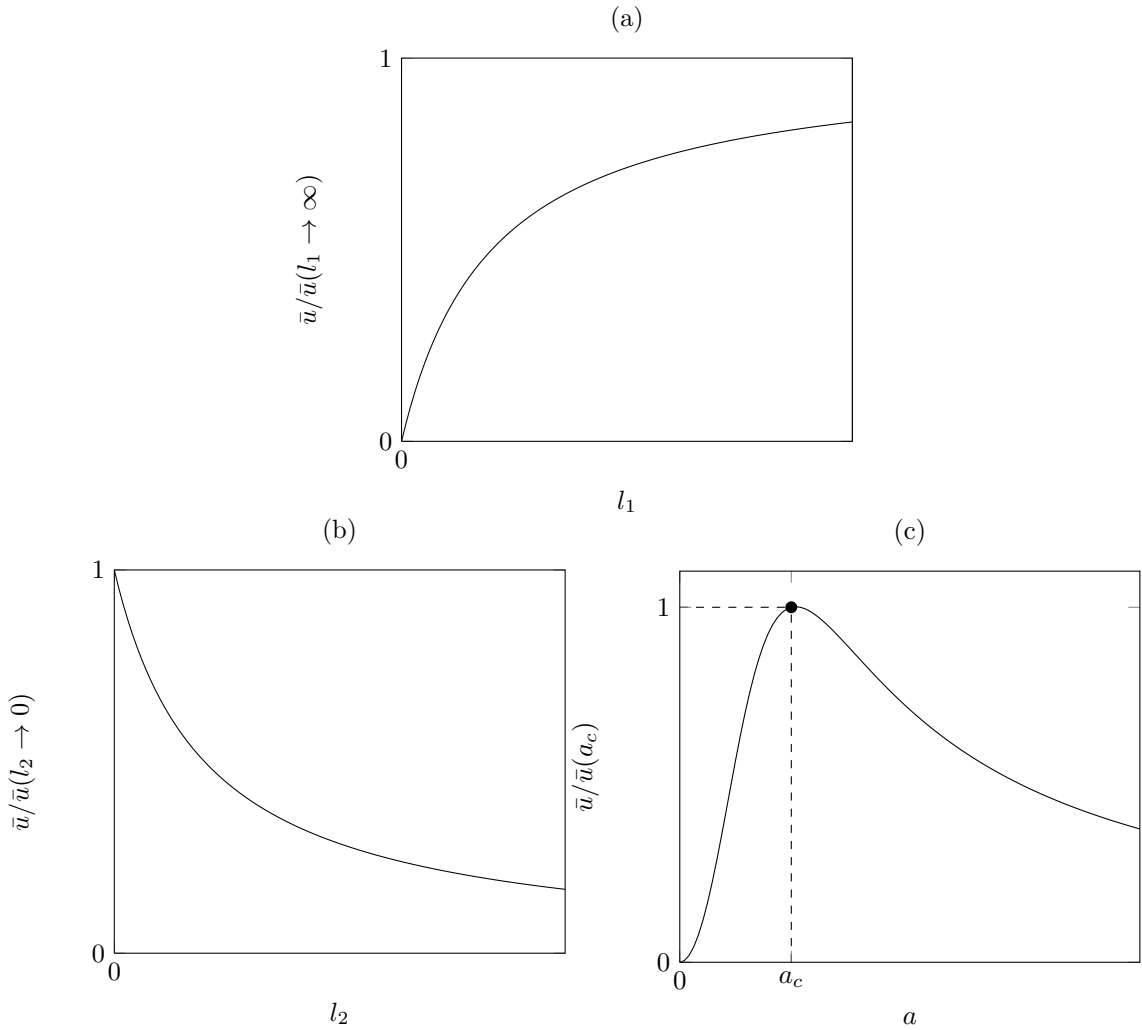 (a)
1
ū/ū(l₁ → ∞)
0
0
l₁
(b)
1
ū/ū(l₂ → 0)
0
0
l₂
(c)
1
ū/ū(a_c)
0
0
a_c
a